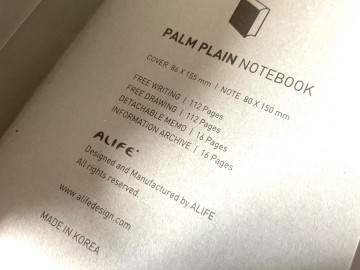 PALM PLAIN NOTEBOOK
COVER 86 X 155 mm | NOTE 80 X 150 mm
FREE WRITING | 112 Pages
FREE DRAWING | 112 Pages
DETACHABLE MEMO | 16 Pages
INFORMATION ARCHIVE | 16 Pages
ALIFE
Designed and Manufactured by ALIFE.
All rights reserved.
www.alifedesign.com
MADE IN KOREA